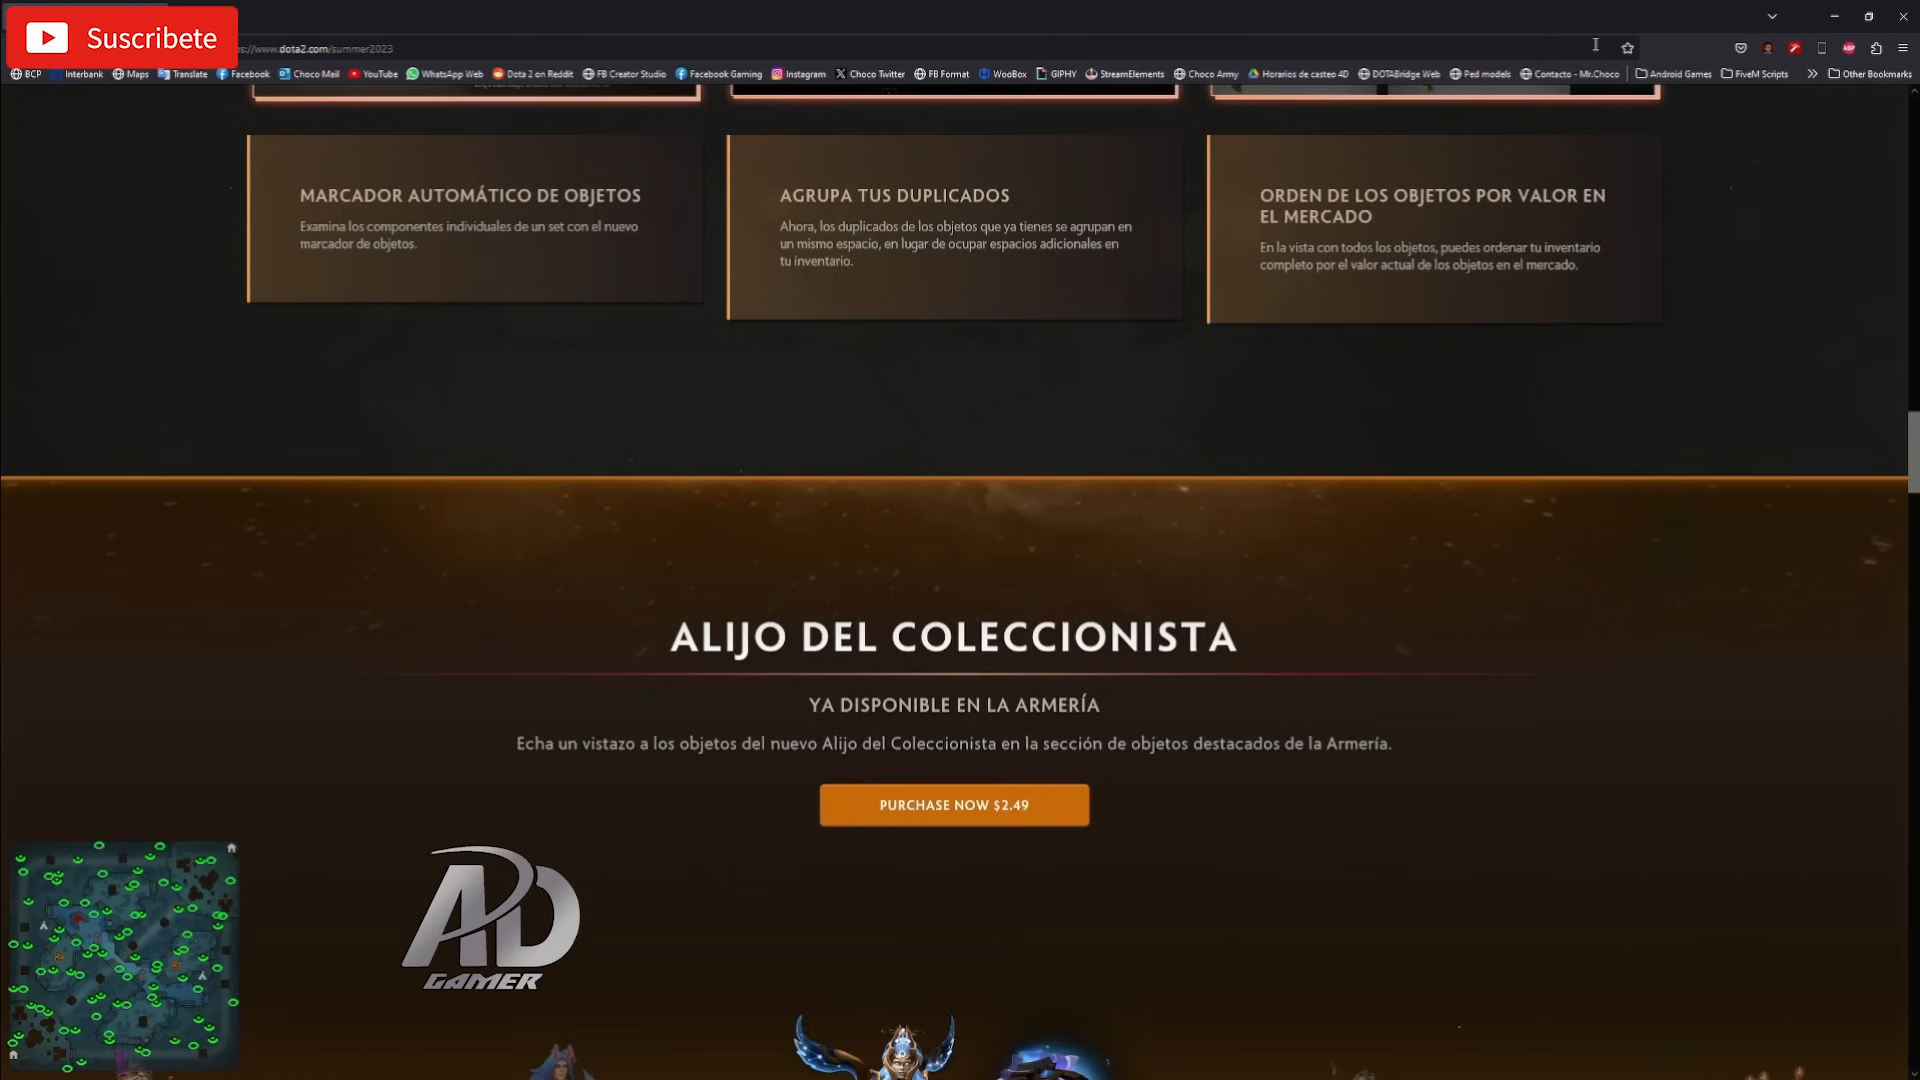 Suscribete
s://www.dota2.com/summer2023
BCP Interbank Maps Translate Facebook Choco Mail YouTube WhatsApp Web Dota 2 on Reddit FB Creator Studio Facebook Gaming Instagram Choco Twitter FB Format WooBox GIPHY StreamElements Choco Army Horarios de casteo 4D DOTABridge Web Ped models Contacto - Mr.Choco Android Games FiveM Scripts Other Bookmarks
MARCADOR AUTOMÁTICO DE OBJETOS
Examina los componentes individuales de un set con el nuevo
marcador de objetos.
AGRUPA TUS DUPLICADOS
Ahora, los duplicados de los objetos que ya tienes se agrupan en
un mismo espacio, en lugar de ocupar espacios adicionales en
tu inventario.
ORDEN DE LOS OBJETOS POR VALOR EN
EL MERCADO
En la vista con todos los objetos, puedes ordenar tu inventario
completo por el valor actual de los objetos en el mercado.
ALIJO DEL COLECCIONISTA
YA DISPONIBLE EN LA ARMERÍA
Echa un vistazo a los objetos del nuevo Alijo del Coleccionista en la sección de objetos destacados de la Armería.
PURCHASE NOW $2.49
AD
GAMER